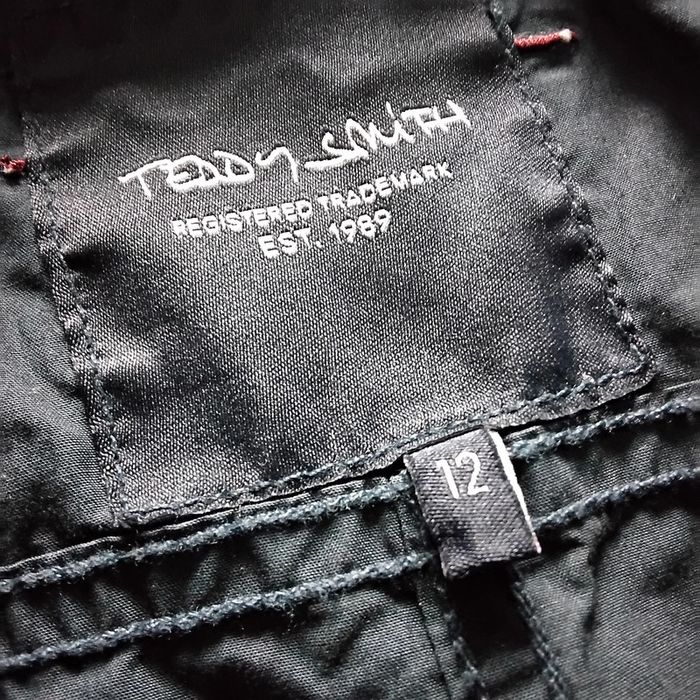 TEDDY SMITH
REGISTERED TRADEMARK
EST. 1989
12